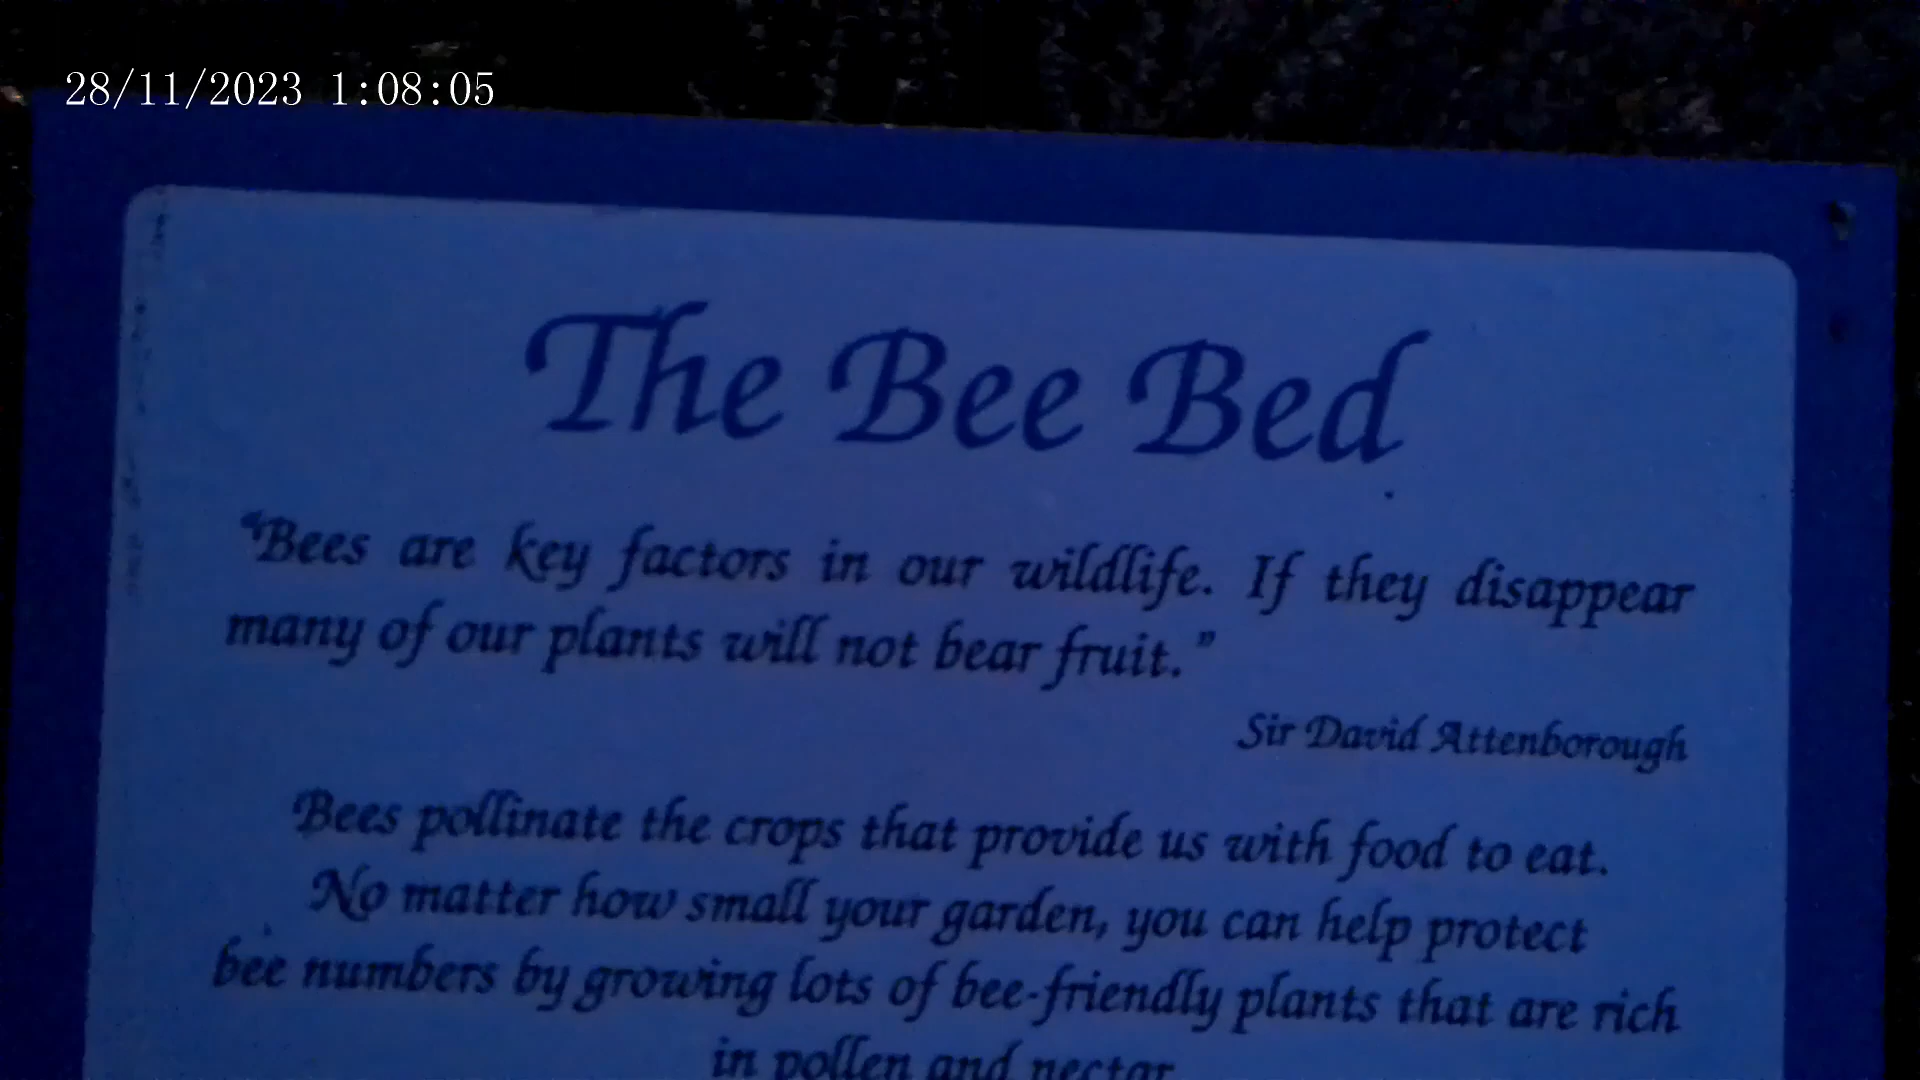 28/11/2023 1:08:05
The Bee Bed
"Bees are key factors in our wildlife. If they disappear
many of our plants will not bear fruit."
Sir David Attenborough
Bees pollinate the crops that provide us with food to eat.
No matter how small your garden, you can help protect
bee numbers by growing lots of bee-friendly plants that are rich
in pollen and nectar